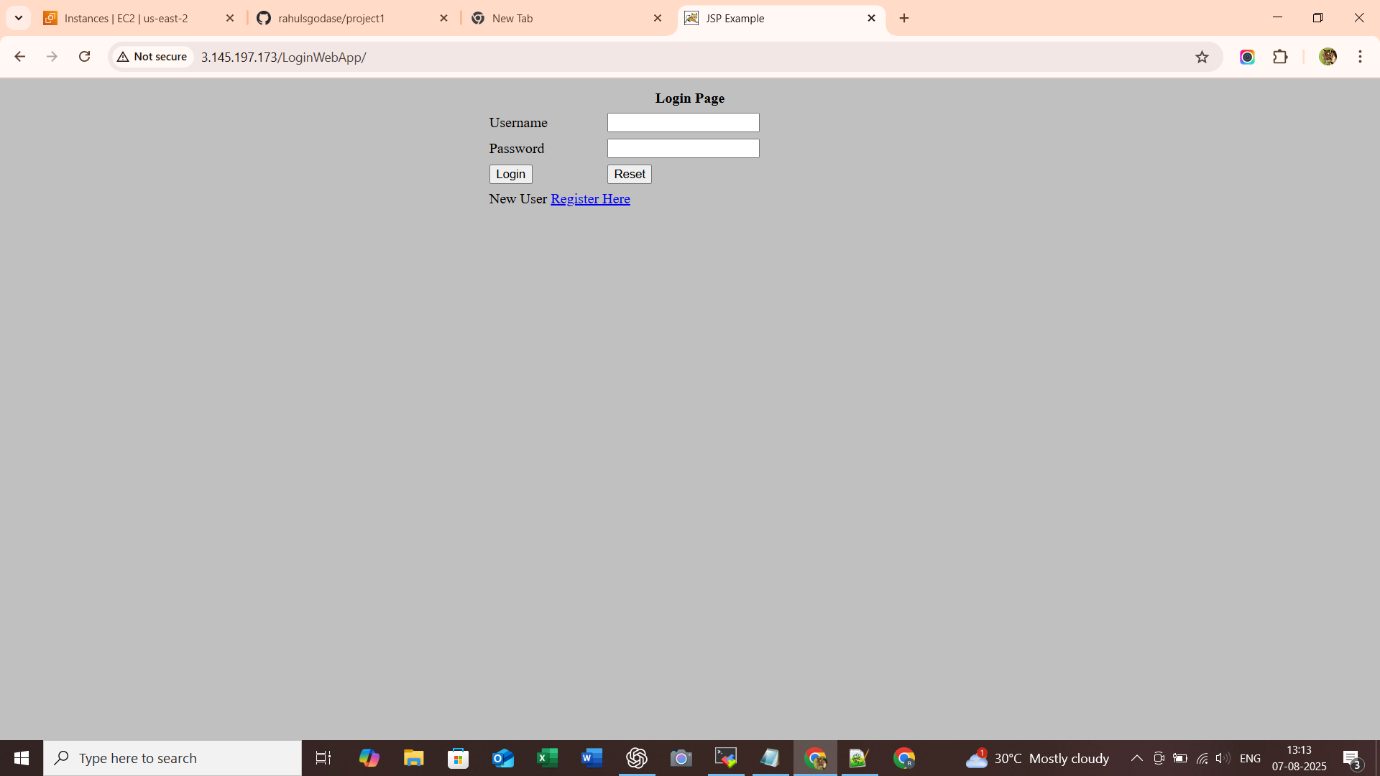 Instances | EC2 | us-east-2
rahulsgodase/project1
New Tab
JSP Example
Not secure
3.145.197.173/LoginWebApp/
Login Page
Username
Password
Login
Reset
New User Register Here
Type here to search
1
30°C Mostly cloudy
ENG
13:13
07-08-2025
3